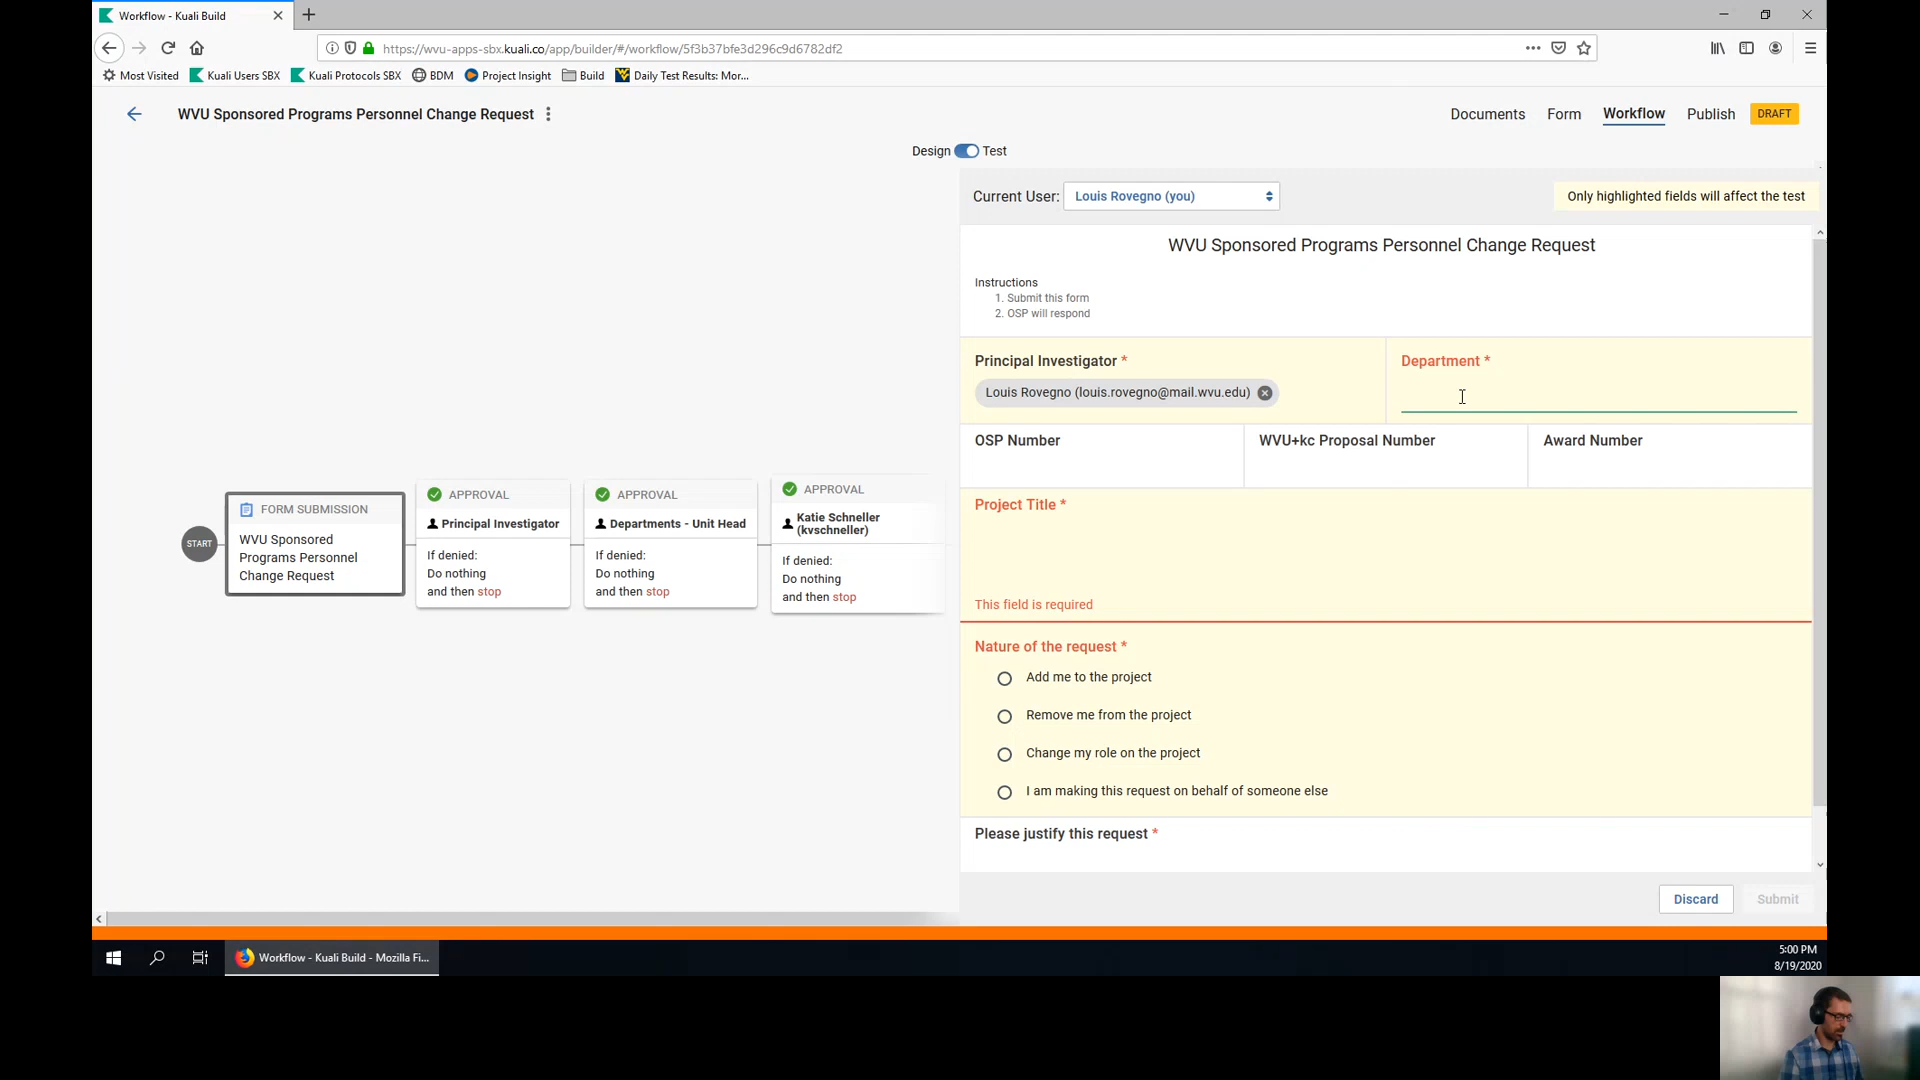 Workflow - Kuali Build
https://wvu-apps-sbx.kuali.co/app/builder/#/workflow/5f3b37bfe3d296c9d6782df2
Most Visited Kuali Users SBX Kuali Protocols SBX BDM Project Insight Build Daily Test Results: Mor...
WVU Sponsored Programs Personnel Change Request
Documents Form Workflow Publish DRAFT
Design Test
Current User: Louis Rovegno (you)
Only highlighted fields will affect the test
WVU Sponsored Programs Personnel Change Request
Instructions
1. Submit this form
2. OSP will respond
Principal Investigator * Department *
Louis Rovegno (louis.rovegno@mail.wvu.edu)
OSP Number WVU+kc Proposal Number Award Number
Project Title *
This field is required
Nature of the request *
Add me to the project
Remove me from the project
Change my role on the project
I am making this request on behalf of someone else
Please justify this request *
Discard Submit
START
FORM SUBMISSION
WVU Sponsored
Programs Personnel
Change Request
APPROVAL
Principal Investigator
If denied:
Do nothing
and then stop
APPROVAL
Departments - Unit Head
If denied:
Do nothing
and then stop
APPROVAL
Katie Schneller
(kvschneller)
If denied:
Do nothing
and then stop
Workflow - Kuali Build - Mozilla Fi...
5:00 PM
8/19/2020